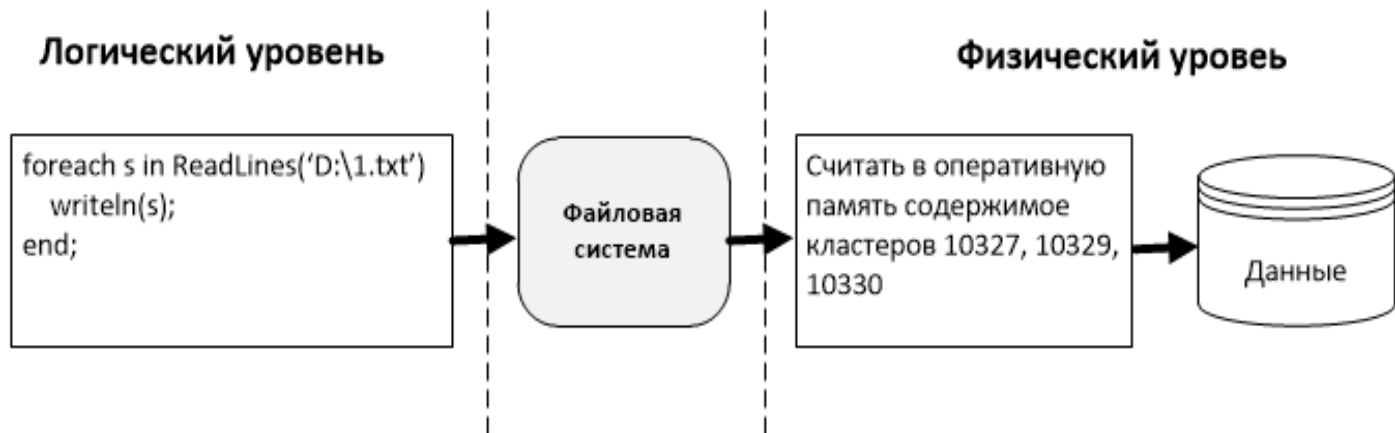 Логический уровень
Физический уровеь
foreach s in ReadLines(‘D:\1.txt’)
writeln(s);
end;
Файловая
система
Считать в оперативную
память содержимое
кластеров 10327, 10329,
10330
Данные